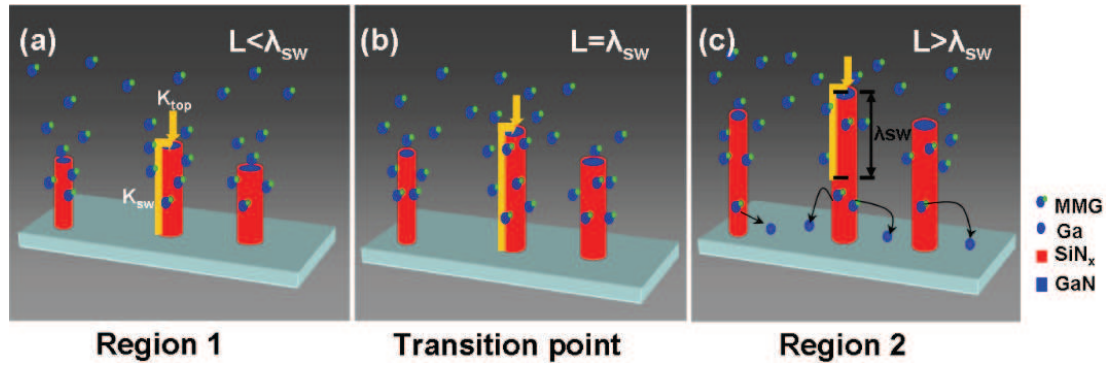 (a) L<λsw
Ktop
Ksw
(b) L=λsw
(c) L>λsw
λsw
MMG
Ga
SiNx
GaN
Region 1
Transition point
Region 2